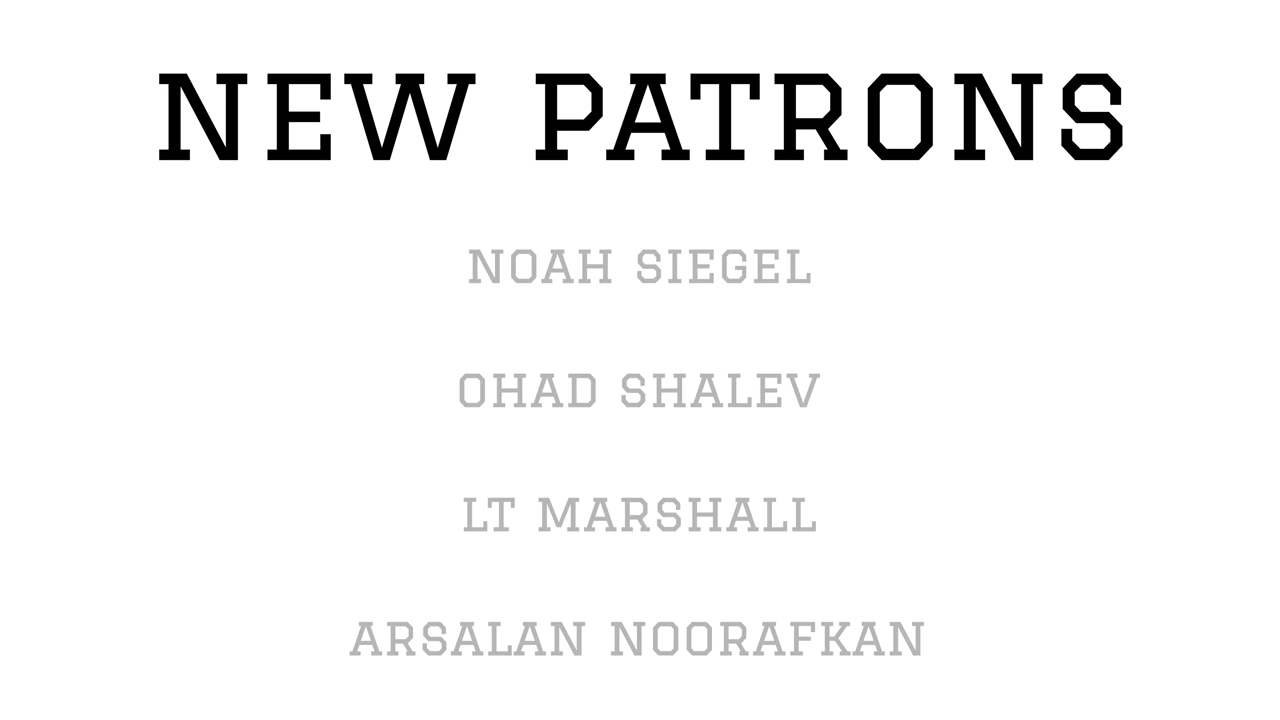 NEW PATRONS
NOAH SIEGEL
OHAD SHALEV
LT MARSHALL
ARSALAN NOORAFKAN